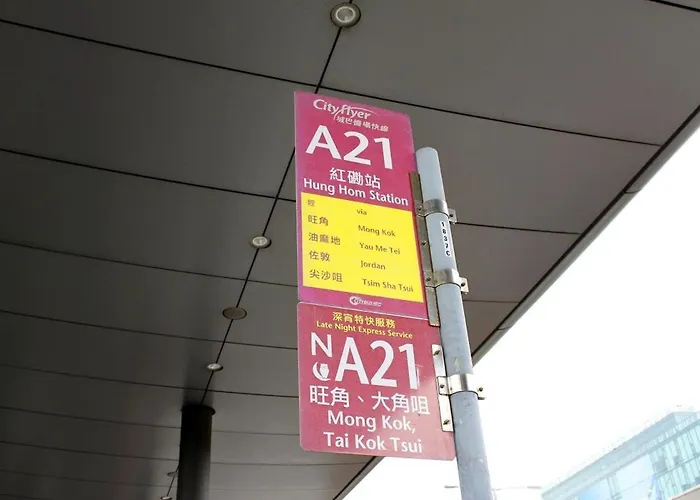 Cityflyer
城巴機場快線
A21
紅磡站
Hung Hom Station
經 via
旺角 Mong Kok
油麻地 Yau Me Tei
佐敦 Jordan
尖沙咀 Tsim Sha Tsui
深宵特快服務
Late Night Express Service
NA21
旺角、大角咀
Mong Kok,
Tai Kok Tsui